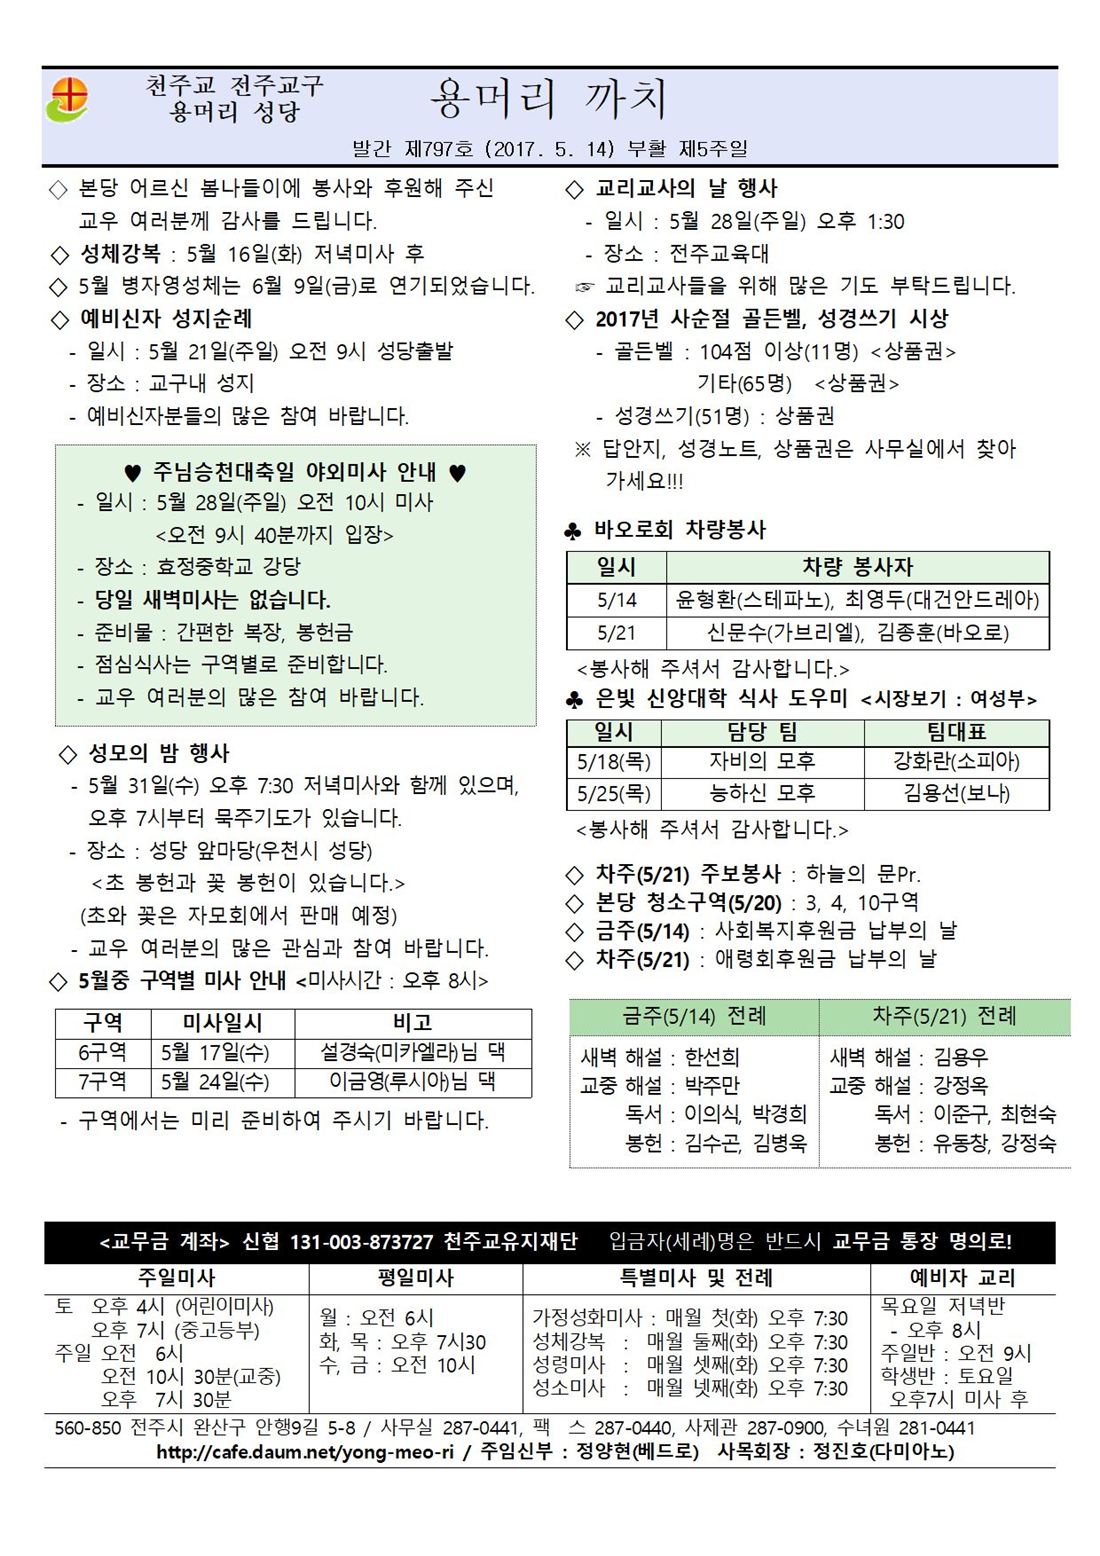 천주교 전주교구
용머리 성당
용머리 까치
발간 제797호 (2017. 5. 14) 부활 제5주일
◇ 본당 어르신 봄나들이에 봉사와 후원해 주신
교우 여러분께 감사를 드립니다.
◇ 성체강복 : 5월 16일(화) 저녁미사 후
◇ 5월 병자영성체는 6월 9일(금)로 연기되었습니다.
◇ 예비신자 성지순례
- 일시 : 5월 21일(주일) 오전 9시 성당출발
- 장소 : 교구내 성지
- 예비신자분들의 많은 참여 바랍니다.
♥ 주님승천대축일 야외미사 안내 ♥
- 일시 : 5월 28일(주일) 오전 10시 미사
<오전 9시 40분까지 입장>
- 장소 : 효정중학교 강당
- 당일 새벽미사는 없습니다.
- 준비물 : 간편한 복장, 봉헌금
- 점심식사는 구역별로 준비합니다.
- 교우 여러분의 많은 참여 바랍니다.
◇ 성모의 밤 행사
- 5월 31일(수) 오후 7:30 저녁미사와 함께 있으며,
오후 7시부터 묵주기도가 있습니다.
- 장소 : 성당 앞마당(우천시 성당)
<초 봉헌과 꽃 봉헌이 있습니다.>
(초와 꽃은 자모회에서 판매 예정)
- 교우 여러분의 많은 관심과 참여 바랍니다.
◇ 5월중 구역별 미사 안내 <미사시간 : 오후 8시>
구역 미사일시 비고
6구역 5월 17일(수) 설경숙(미카엘라)님 댁
7구역 5월 24일(수) 이금영(루시아)님 댁
- 구역에서는 미리 준비하여 주시기 바랍니다.
◇ 교리교사의 날 행사
- 일시 : 5월 28일(주일) 오후 1:30
- 장소 : 전주교육대
☞ 교리교사들을 위해 많은 기도 부탁드립니다.
◇ 2017년 사순절 골든벨, 성경쓰기 시상
- 골든벨 : 104점 이상(11명) <상품권>
기타(65명) <상품권>
- 성경쓰기(51명) : 상품권
※ 답안지, 성경노트, 상품권은 사무실에서 찾아
가세요!!!
♣ 바오로회 차량봉사
일시 차량 봉사자
5/14 윤형환(스테파노), 최영두(대건안드레아)
5/21 신문수(가브리엘), 김종훈(바오로)
<봉사해 주셔서 감사합니다.>
♣ 은빛 신앙대학 식사 도우미 <시장보기 : 여성부>
일시 담당 팀 팀대표
5/18(목) 자비의 모후 강화란(소피아)
5/25(목) 능하신 모후 김용선(보나)
<봉사해 주셔서 감사합니다.>
◇ 차주(5/21) 주보봉사 : 하늘의 문Pr.
◇ 본당 청소구역(5/20) : 3, 4, 10구역
◇ 금주(5/14) : 사회복지후원금 납부의 날
◇ 차주(5/21) : 애령회후원금 납부의 날
금주(5/14) 전례 차주(5/21) 전례
새벽 해설 : 한선희 새벽 해설 : 김용우
교중 해설 : 박주만 교중 해설 : 강정옥
독서 : 이의식, 박경희 독서 : 이준구, 최현숙
봉헌 : 김수곤, 김병욱 봉헌 : 유동창, 강정숙
<교무금 계좌> 신협 131-003-873727 천주교유지재단 입금자(세례)명은 반드시 교무금 통장 명의로!
주일미사 평일미사 특별미사 및 전례 예비자 교리
토 오후 4시 (어린이미사)
오후 7시 (중고등부)
주일 오전 6시
오전 10시 30분(교중)
오후 7시 30분
월 : 오전 6시
화, 목 : 오후 7시30
수, 금 : 오전 10시
가정성화미사 : 매월 첫(화) 오후 7:30
성체강복 : 매월 둘째(화) 오후 7:30
성령미사 : 매월 셋째(화) 오후 7:30
성소미사 : 매월 넷째(화) 오후 7:30
목요일 저녁반
- 오후 8시
주일반 : 오전 9시
학생반 : 토요일
오후7시 미사 후
560-850 전주시 완산구 안행9길 5-8 / 사무실 287-0441, 팩 스 287-0440, 사제관 287-0900, 수녀원 281-0441
http://cafe.daum.net/yong-meo-ri / 주임신부 : 정양현(베드로) 사목회장 : 정진호(다미아노)